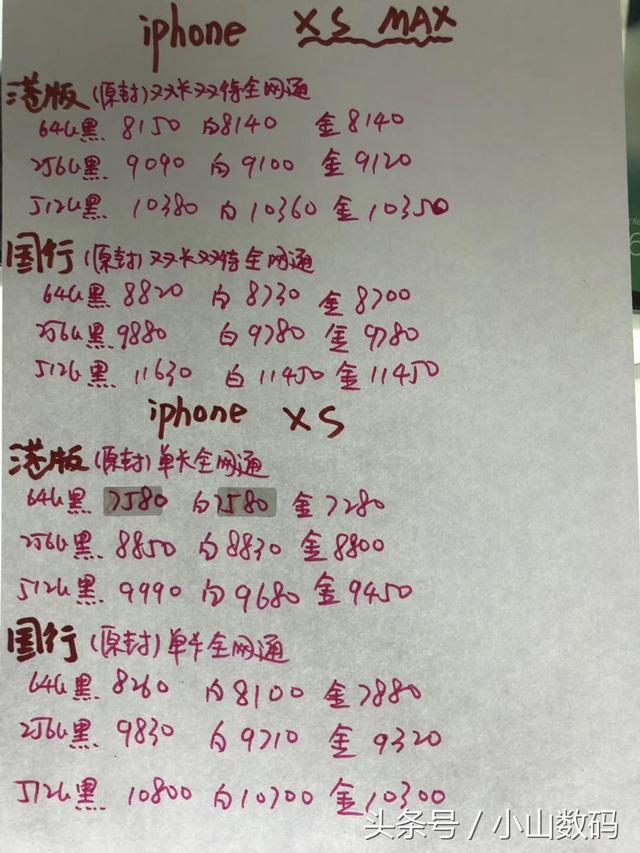 iphone XS MAX
港版 (原封) 双卡双待全网通
64G黑 8150 白8140 金8140
256G黑 9090 白9100 金9120
512G黑 10380 白10360 金10350
国行 (原封) 双卡双待全网通
64G黑 8820 白8730 金8700
256G黑 9880 白9780 金9780
512G黑 11630 白11450 金11450
iphone XS
港版 (原封) 单卡全网通
64G黑 7580 白7580 金7280
256G黑 8850 白8830 金8800
512G黑 9990 白9680 金9450
国行 (原封) 单卡全网通
64G黑 8260 白8100 金7880
256G黑 9830 白9710 金9320
512G黑 10800 白10700 金10300
头条号 / 小山数码